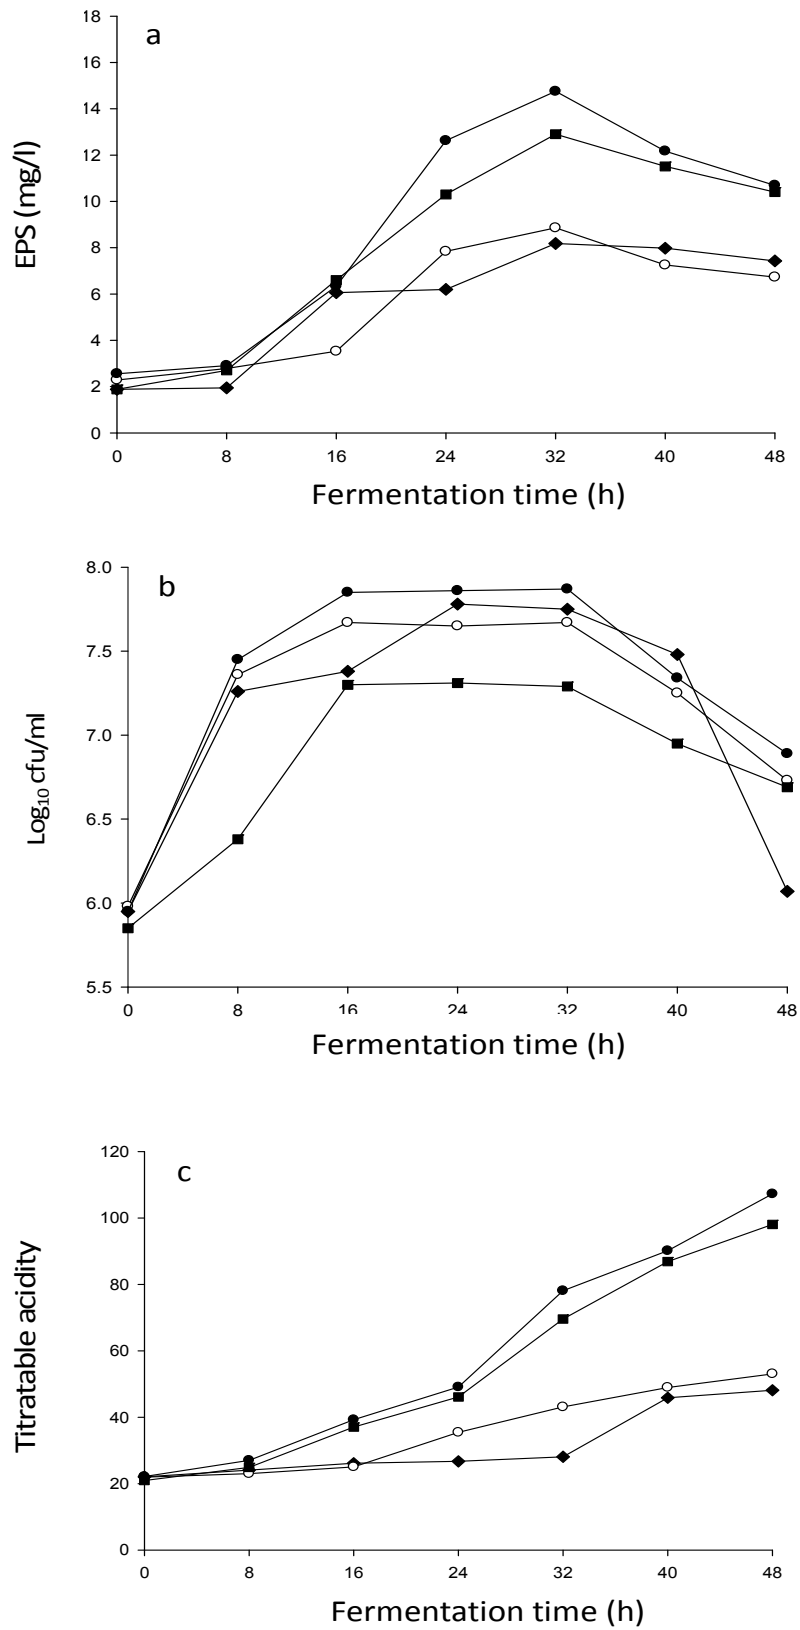 a
18
16
14
12
10
8
6
4
2
0
EPS (mg/l)
0 8 16 24 32 40 48
Fermentation time (h)
b
8.0
7.5
7.0
6.5
6.0
5.5
Log₁₀ cfu/ml
0 8 16 24 32 40 48
Fermentation time (h)
c
120
100
80
60
40
20
0
Titratable acidity
0 8 16 24 32 40 48
Fermentation time (h)